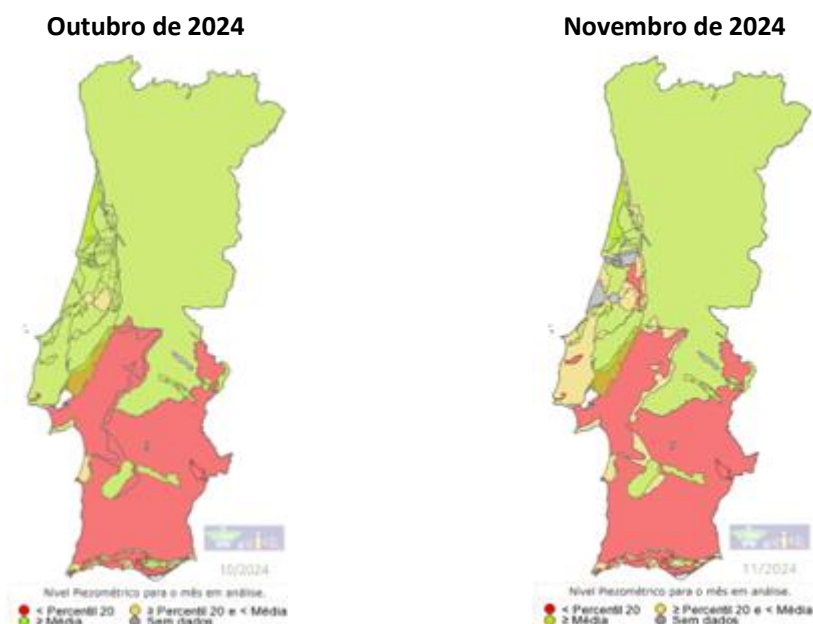 Outubro de 2024
Novembro de 2024
10/2024
11/2024
Nível Piezométrico para o mês em análise.
< Percentil 20 ≥ Percentil 20 e < Média
≥ Média Sem dados
Nível Piezométrico para o mês em análise.
< Percentil 20 ≥ Percentil 20 e < Média
≥ Média Sem dados